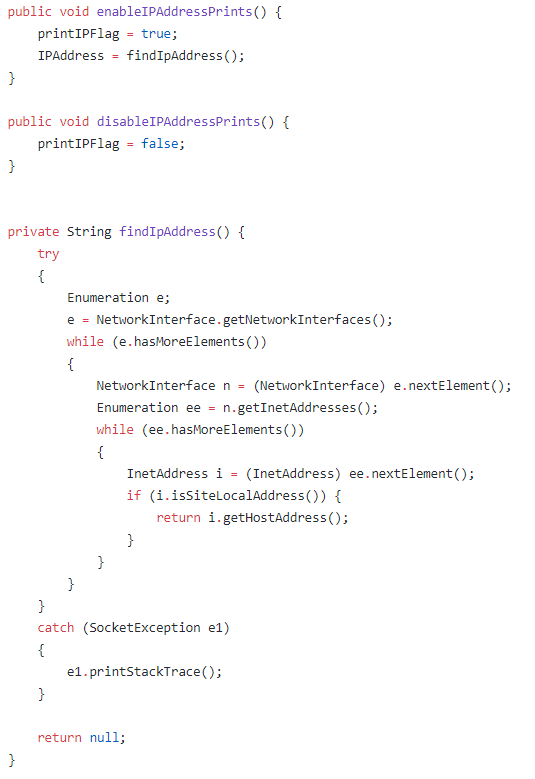 public void enableIPAddressPrints() {
    printIPFlag = true;
    IPAddress = findIpAddress();
}

public void disableIPAddressPrints() {
    printIPFlag = false;
}


private String findIpAddress() {
    try
    {
        Enumeration e;
        e = NetworkInterface.getNetworkInterfaces();
        while (e.hasMoreElements())
        {
            NetworkInterface n = (NetworkInterface) e.nextElement();
            Enumeration ee = n.getInetAddresses();
            while (ee.hasMoreElements())
            {
                InetAddress i = (InetAddress) ee.nextElement();
                if (i.isSiteLocalAddress()) {
                    return i.getHostAddress();
                }
            }
        }
    }
    catch (SocketException e1)
    {
        e1.printStackTrace();
    }

    return null;
}